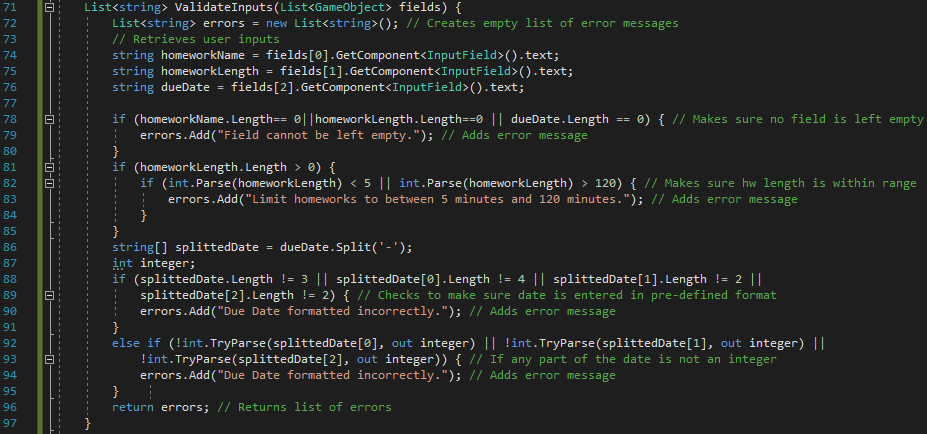 71 List<string> ValidateInputs(List<GameObject> fields) {
72 List<string> errors = new List<string>(); // Creates empty list of error messages
73 // Retrieves user inputs
74 string homeworkName = fields[0].GetComponent<InputField>().text;
75 string homeworkLength = fields[1].GetComponent<InputField>().text;
76 string dueDate = fields[2].GetComponent<InputField>().text;
77
78 if (homeworkName.Length== 0||homeworkLength.Length==0 || dueDate.Length == 0) { // Makes sure no field is left empty
79 errors.Add("Field cannot be left empty."); // Adds error message
80 }
81 if (homeworkLength.Length > 0) {
82 if (int.Parse(homeworkLength) < 5 || int.Parse(homeworkLength) > 120) { // Makes sure hw length is within range
83 errors.Add("Limit homeworks to between 5 minutes and 120 minutes."); // Adds error message
84 }
85 }
86 string[] splittedDate = dueDate.Split('-');
87 int integer;
88 if (splittedDate.Length != 3 || splittedDate[0].Length != 4 || splittedDate[1].Length != 2 ||
89 splittedDate[2].Length != 2) { // Checks to make sure date is entered in pre-defined format
90 errors.Add("Due Date formatted incorrectly."); // Adds error message
91 }
92 else if (!int.TryParse(splittedDate[0], out integer) || !int.TryParse(splittedDate[1], out integer) ||
93 !int.TryParse(splittedDate[2], out integer)) { // If any part of the date is not an integer
94 errors.Add("Due Date formatted incorrectly."); // Adds error message
95 }
96 return errors; // Returns list of errors
97 }